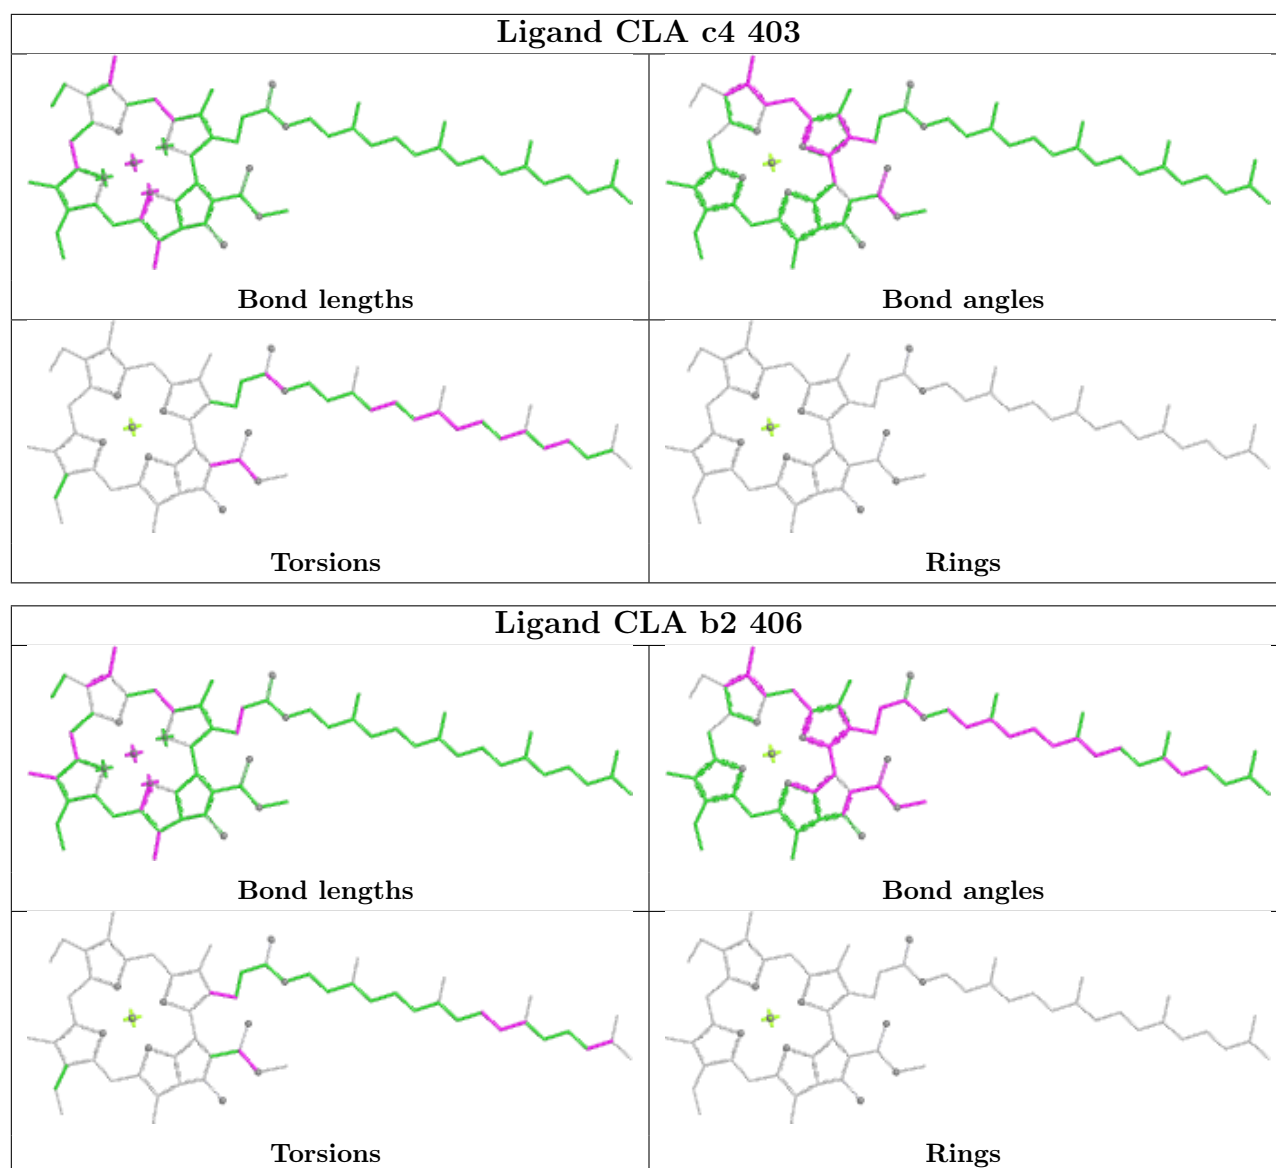 Ligand CLA c4 403
Bond lengths
Bond angles
Torsions
Rings
Ligand CLA b2 406
Bond lengths
Bond angles
Torsions
Rings